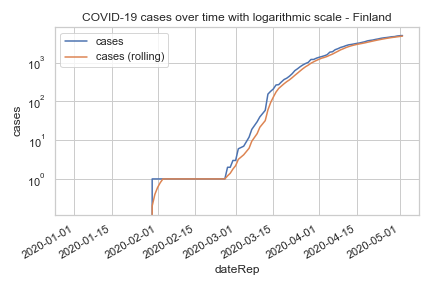 COVID-19 cases over time with logarithmic scale - Finland
cases
cases (rolling)
10³
10²
10¹
10⁰
cases
2020-01-01
2020-01-15
2020-02-01
2020-02-15
2020-03-01
2020-03-15
2020-04-01
2020-04-15
2020-05-01
dateRep